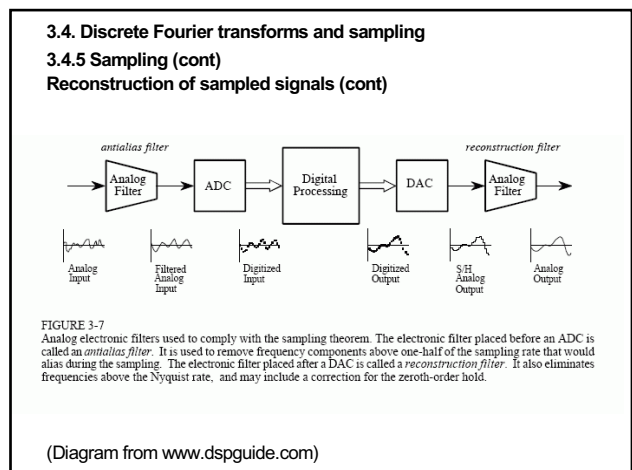 3.4. Discrete Fourier transforms and sampling
3.4.5 Sampling (cont)
Reconstruction of sampled signals (cont)
antialias filter
reconstruction filter
Analog
Filter
ADC
Digital
Processing
DAC
Analog
Filter
Analog
Input
Filtered
Analog
Input
Digitized
Input
Digitized
Output
S/H
Analog
Output
Analog
Output
FIGURE 3-7
Analog electronic filters used to comply with the sampling theorem. The electronic filter placed before an ADC is
called an antialias filter. It is used to remove frequency components above one-half of the sampling rate that would
alias during the sampling. The electronic filter placed after a DAC is called a reconstruction filter. It also eliminates
frequencies above the Nyquist rate, and may include a correction for the zeroth-order hold.
(Diagram from www.dspguide.com)